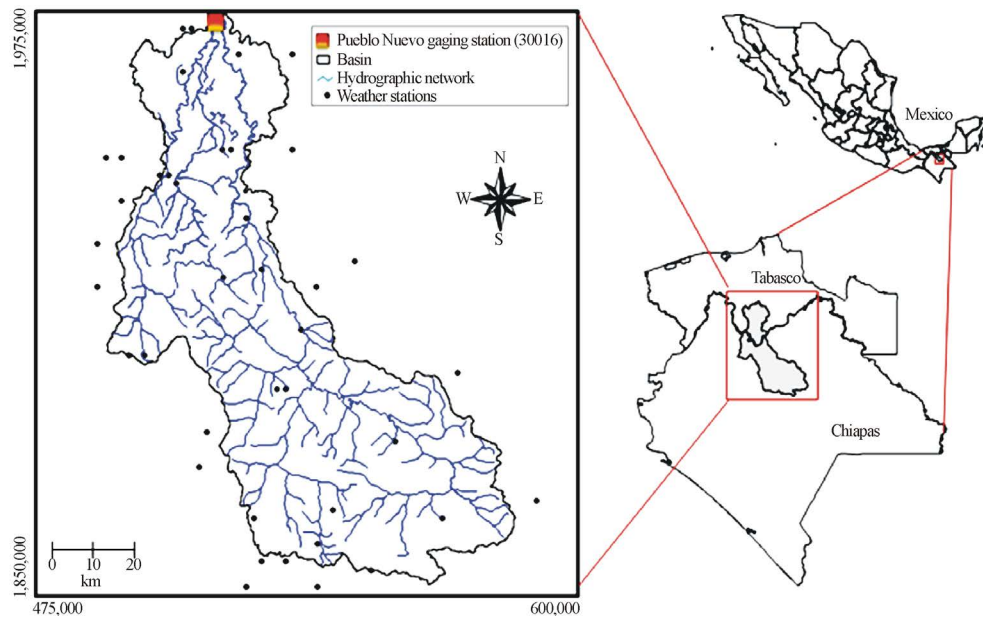 1,975,000
Pueblo Nuevo gaging station (30016)
Basin
Hydrographic network
Weather stations
N
W
E
S
0 10 20
km
1,850,000
475,000
600,000
Mexico
Tabasco
Chiapas